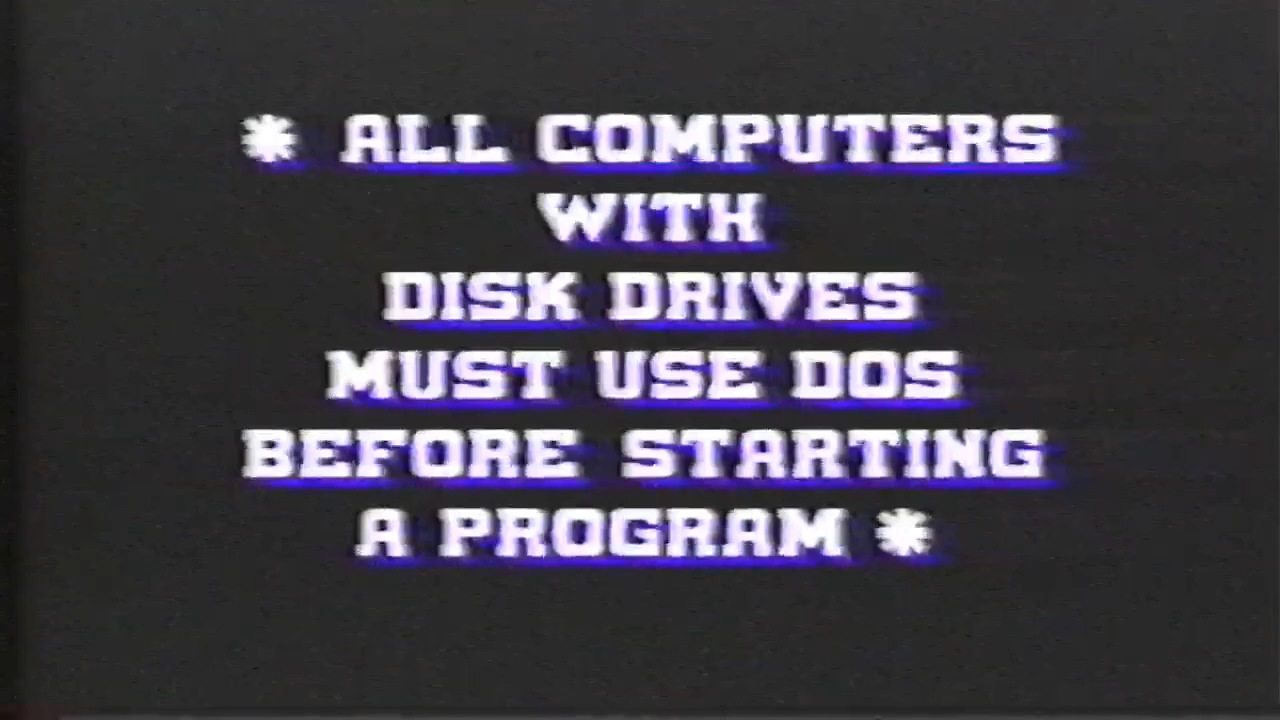 * ALL COMPUTERS
WITH
DISK DRIVES
MUST USE DOS
BEFORE STARTING
A PROGRAM *